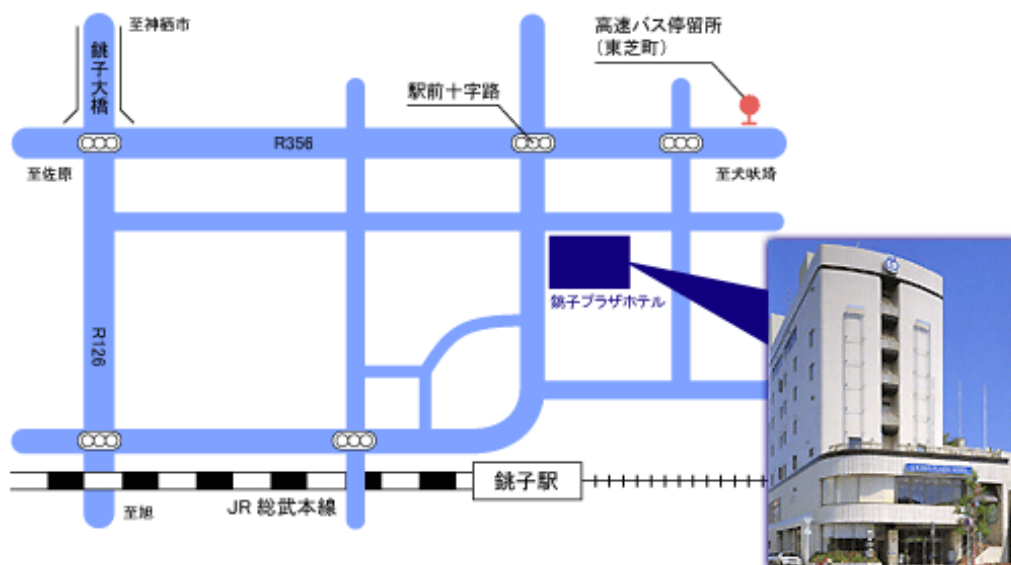 至神栖市
銚子大橋
高速バス停留所
(東芝町)
駅前十字路
R356
至佐原
至犬吠埼
銚子プラザホテル
R126
銚子駅
JR 総武本線
至旭